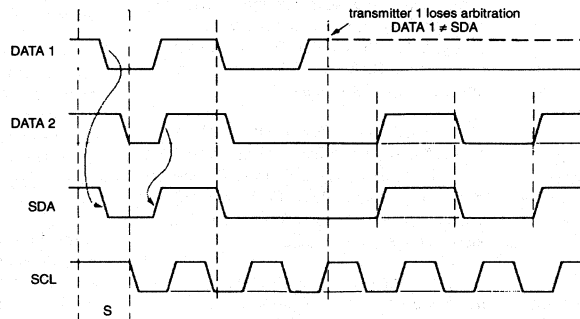 transmitter 1 loses arbitration
DATA 1 ≠ SDA
DATA 1
DATA 2
SDA
SCL
S